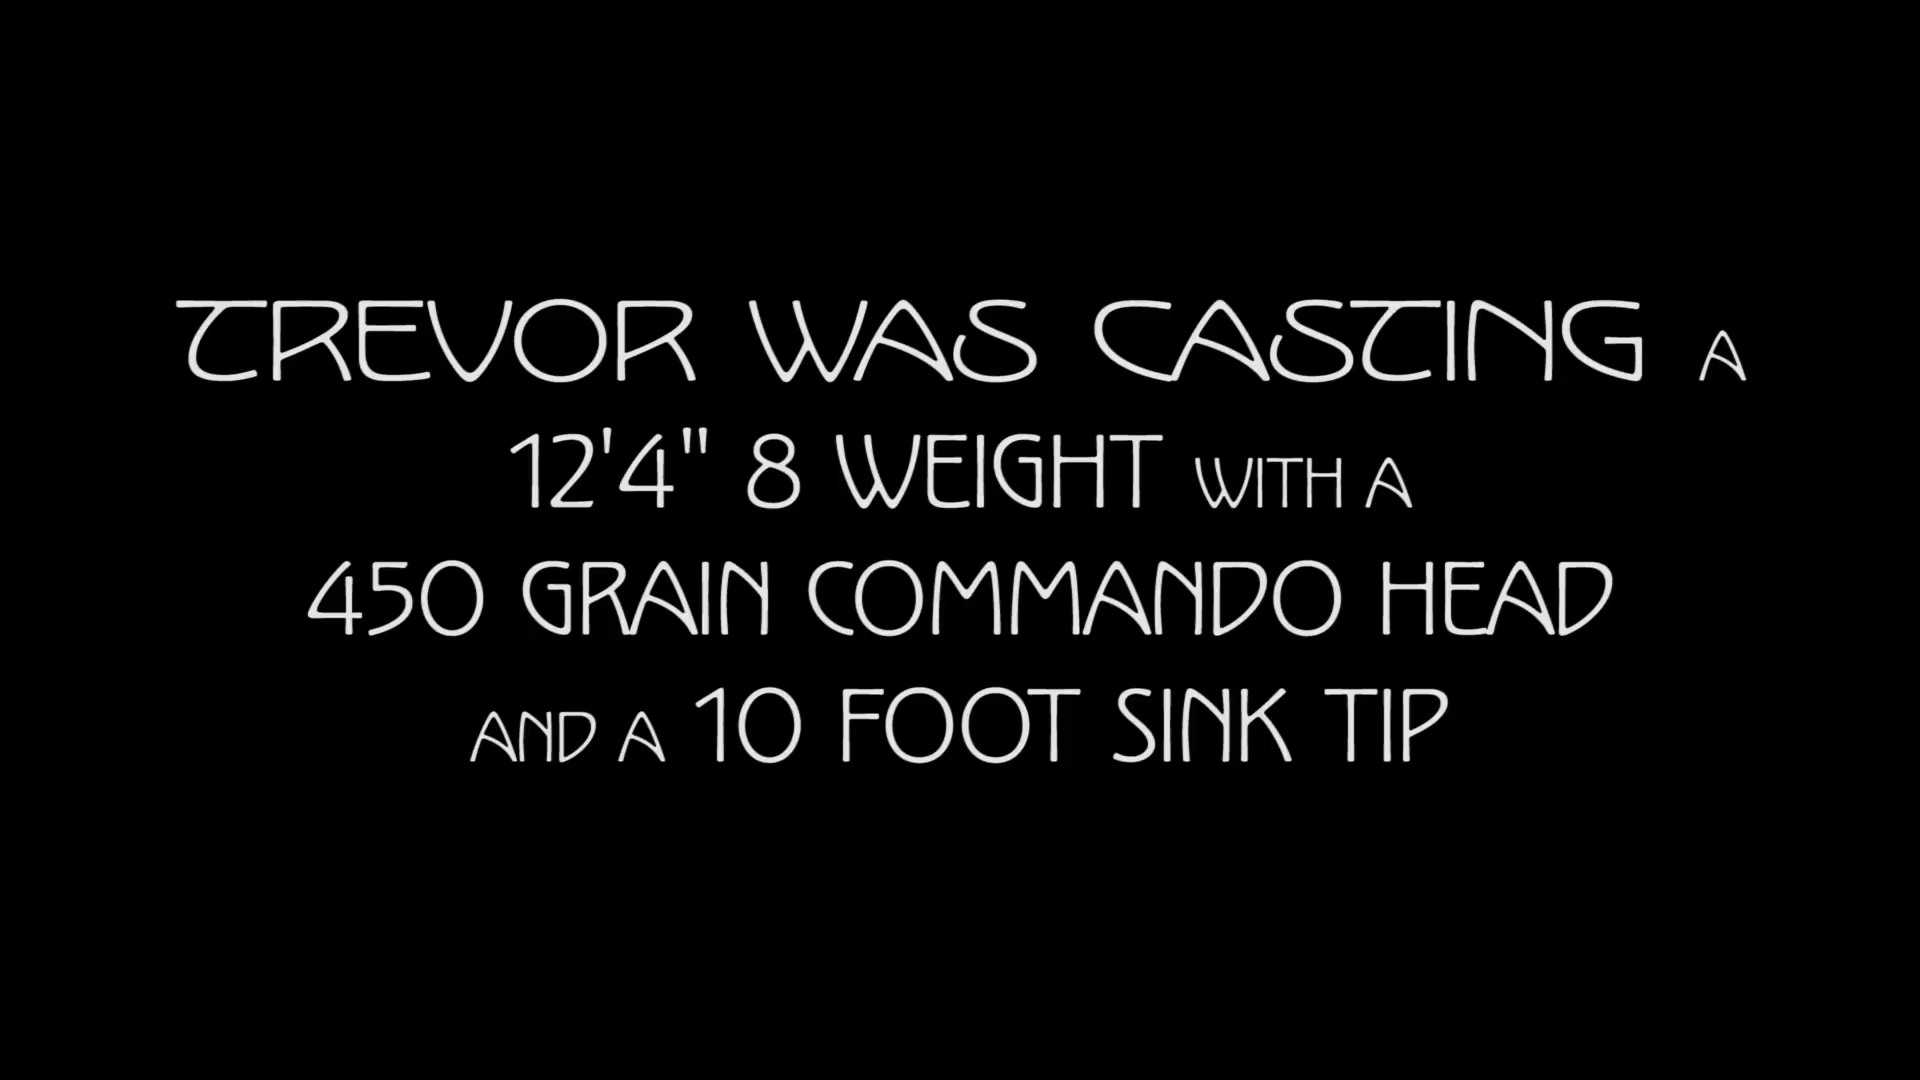 TREVOR WAS CASTING A
12'4" 8 WEIGHT WITH A
450 GRAIN COMMANDO HEAD
AND A 10 FOOT SINK TIP